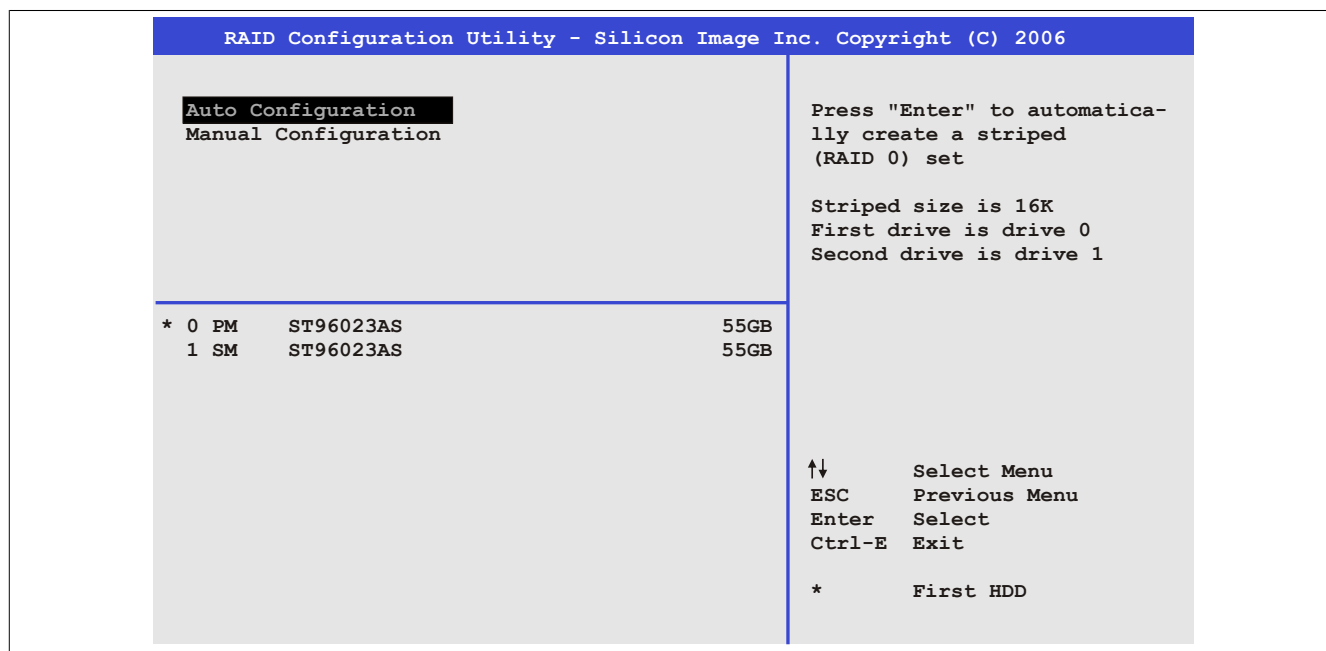 RAID Configuration Utility - Silicon Image Inc. Copyright (C) 2006
Auto Configuration
Manual Configuration
Press "Enter" to automatica-
lly create a striped
(RAID 0) set
Striped size is 16K
First drive is drive 0
Second drive is drive 1
* 0 PM ST96023AS 55GB
1 SM ST96023AS 55GB
↑↓ Select Menu
ESC Previous Menu
Enter Select
Ctrl-E Exit
* First HDD